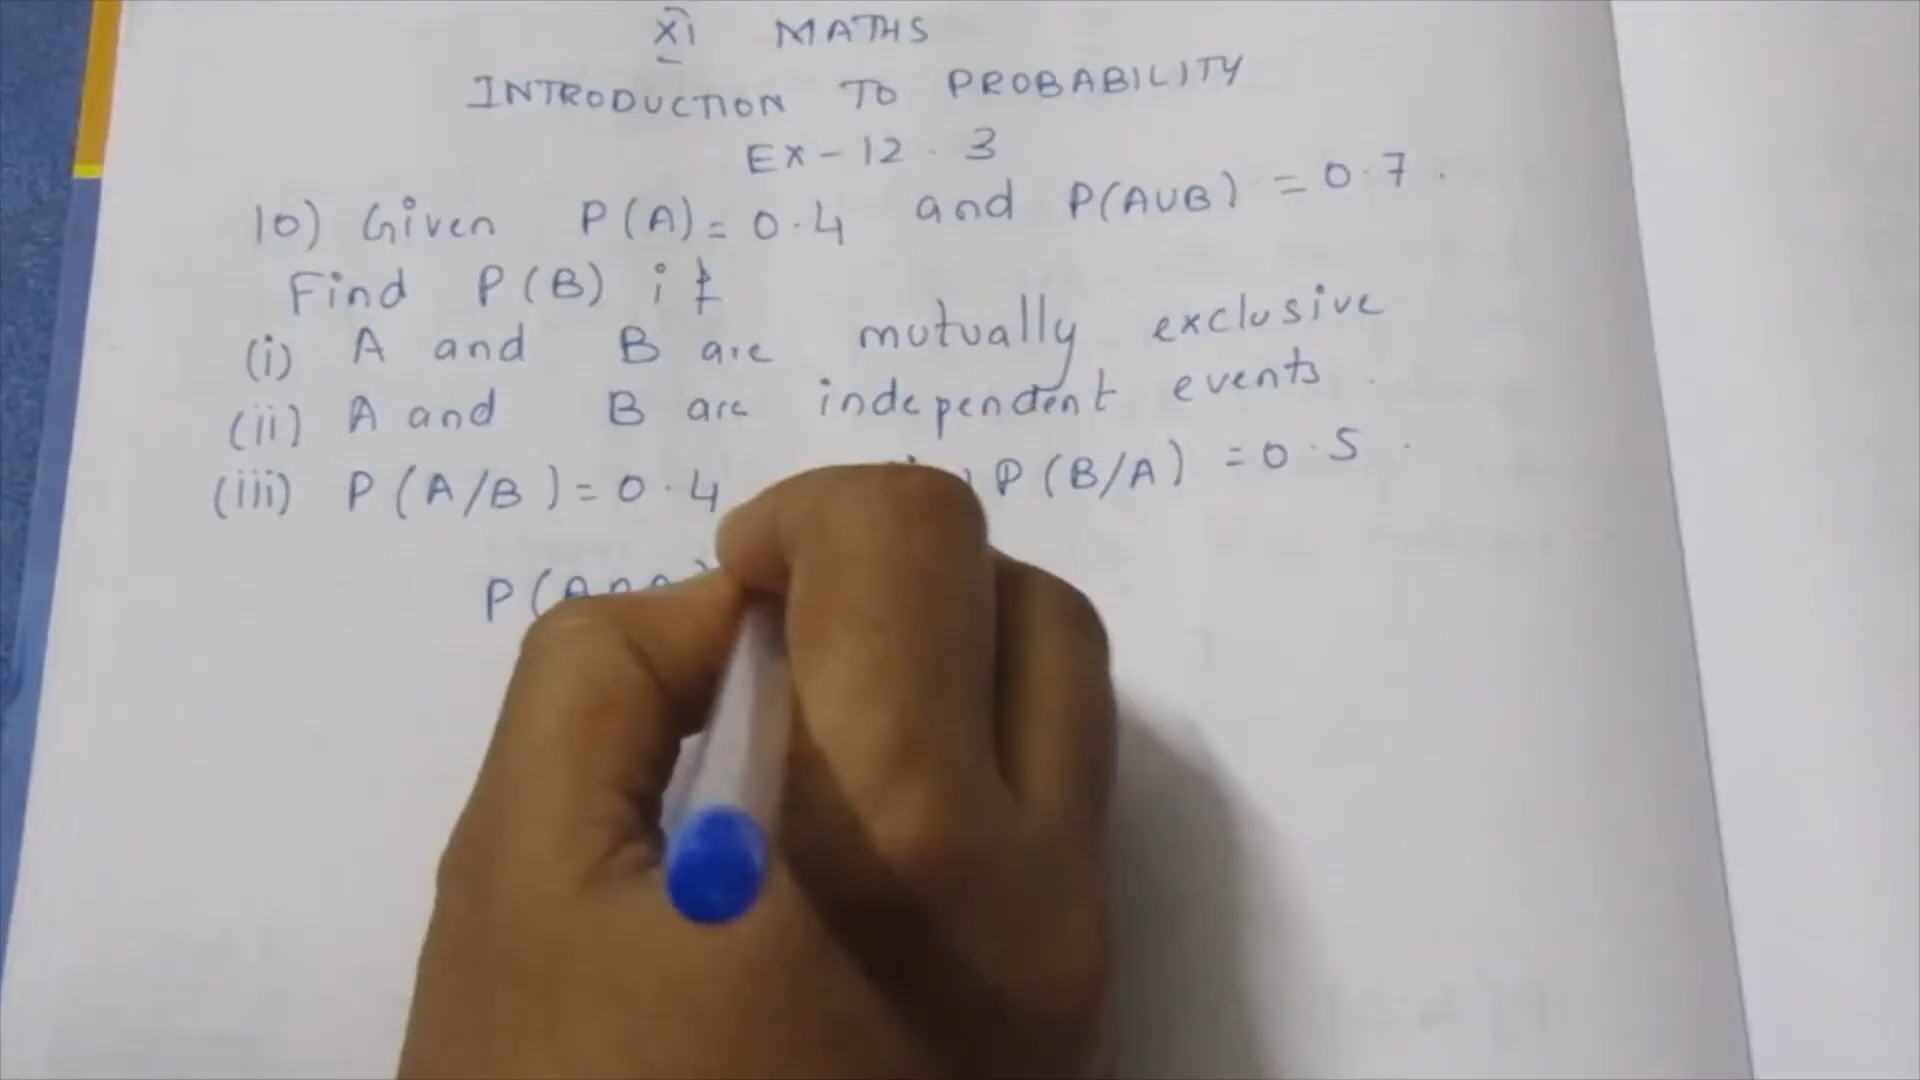 XI MATHS
INTRODUCTION TO PROBABILITY
EX-12.3
10) Given P(A) = 0.4 and P(A∪B) = 0.7.
Find P(B) if
(i) A and B are mutually exclusive
(ii) A and B are independent events.
(iii) P(A/B) = 0.4 P(B/A) = 0.5.
P(A∩